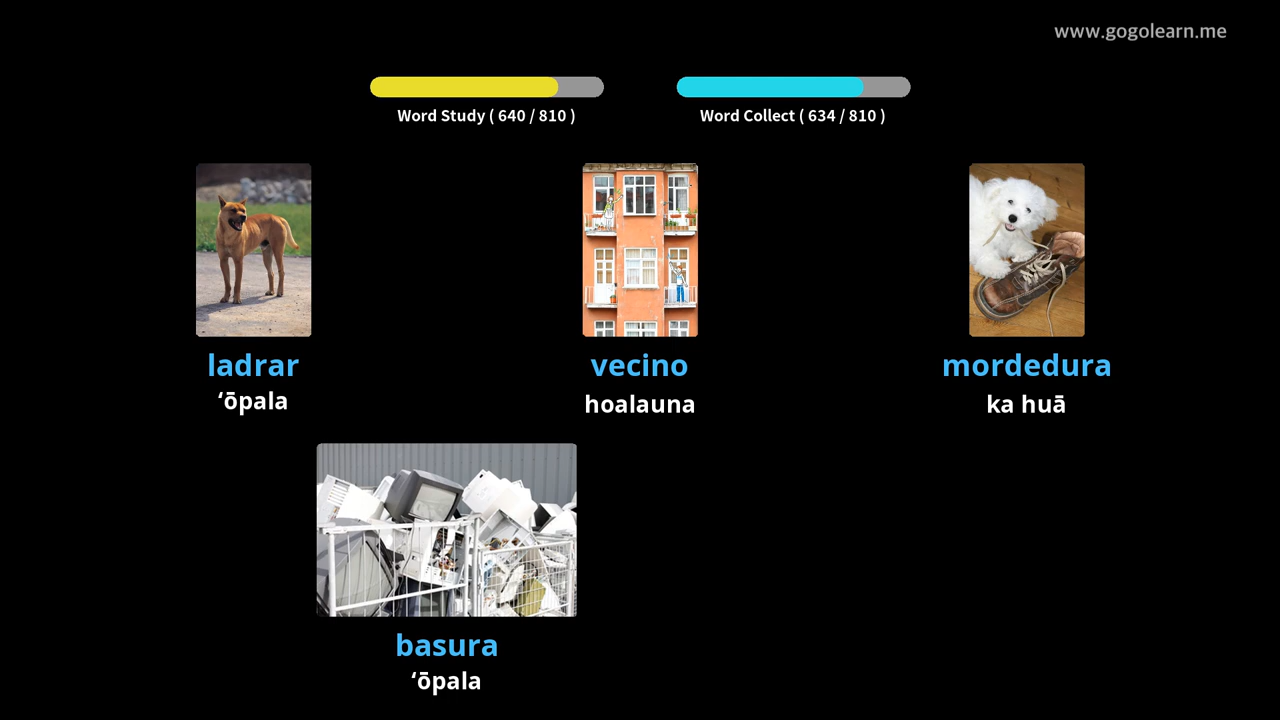 www.gogolearn.me
Word Study ( 640 / 810 )
Word Collect ( 634 / 810 )
ladrar
ʻōpala
vecino
hoalauna
mordedura
ka huā
basura
ʻōpala